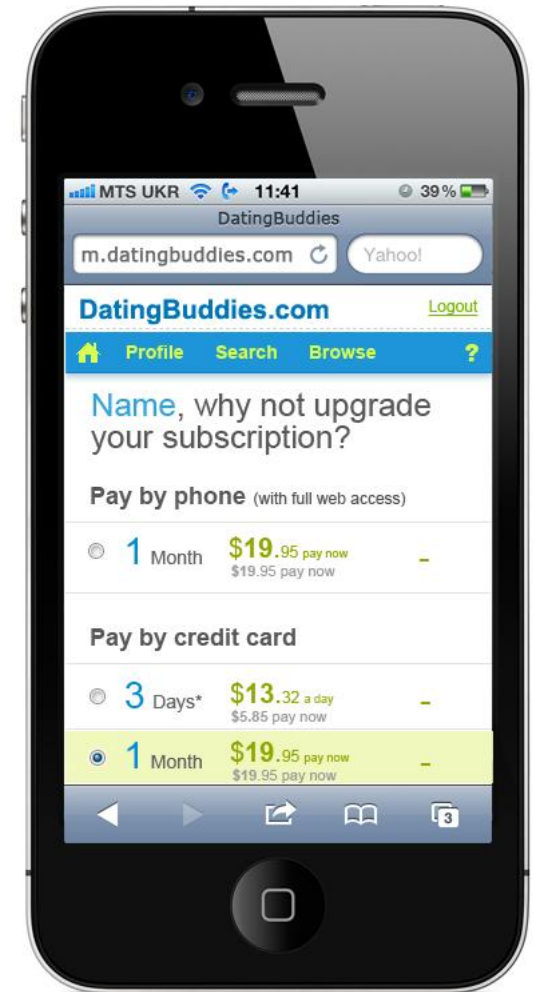 MTS UKR 11:41 39%
DatingBuddies
m.datingbuddies.com Yahoo!
DatingBuddies.com Logout
Profile Search Browse ?
Name, why not upgrade
your subscription?
Pay by phone (with full web access)
1 Month $19.95 pay now -
$19.95 pay now
Pay by credit card
3 Days* $13.32 a day -
$5.85 pay now
1 Month $19.95 pay now -
$19.95 pay now
3